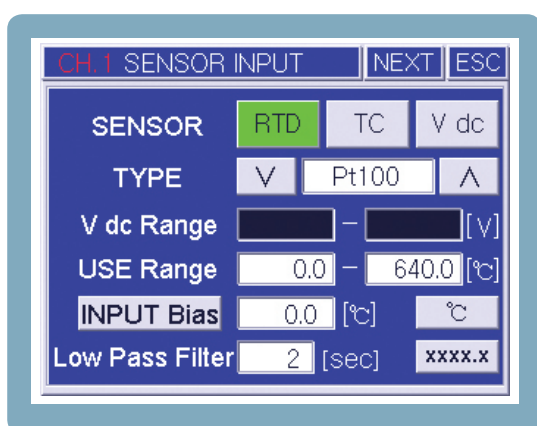 CH.1 SENSOR INPUT NEXT ESC
SENSOR RTD TC V dc
TYPE V Pt100 Λ
V dc Range – [V]
USE Range 0.0 – 640.0 [℃]
INPUT Bias 0.0 [℃] ℃
Low Pass Filter 2 [sec] xxxx.x